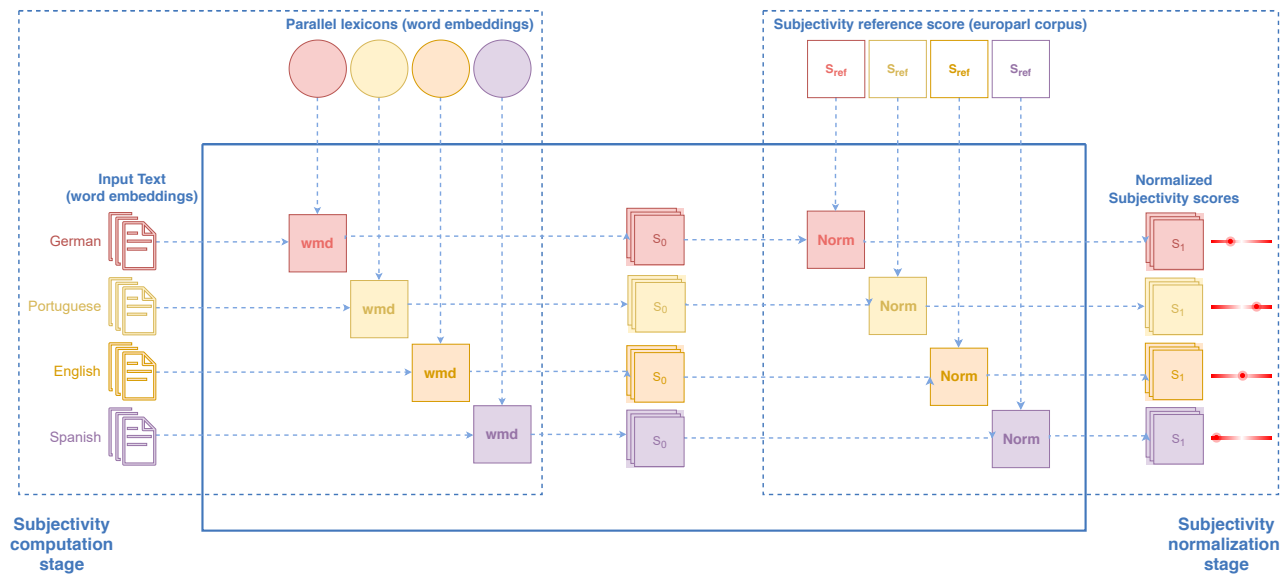 Parallel lexicons (word embeddings)
Subjectivity reference score (europarl corpus)
Sref
Sref
Sref
Sref
Input Text
(word embeddings)
Normalized
Subjectivity scores
German
wmd
S0
Norm
S1
Portuguese
wmd
S0
Norm
S1
English
wmd
S0
Norm
S1
Spanish
wmd
S0
Norm
S1
Subjectivity
computation
stage
Subjectivity
normalization
stage